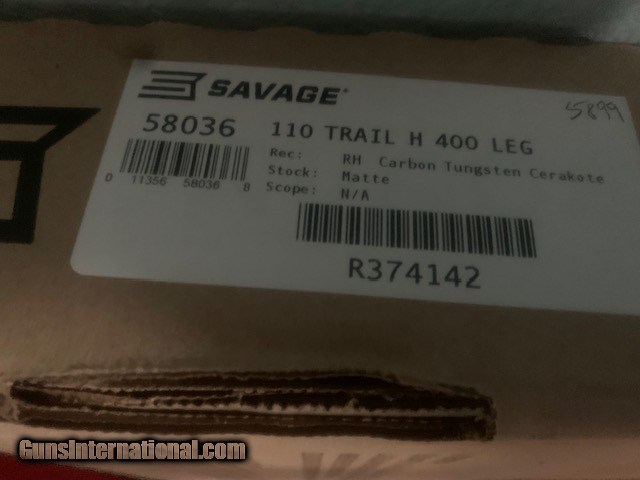 SAVAGE®
5899
58036 110 TRAIL H 400 LEG
Rec: RH Carbon Tungsten Cerakote
Stock: Matte
Scope: N/A
0 11356 58036 8
R374142
GunsInternational.com